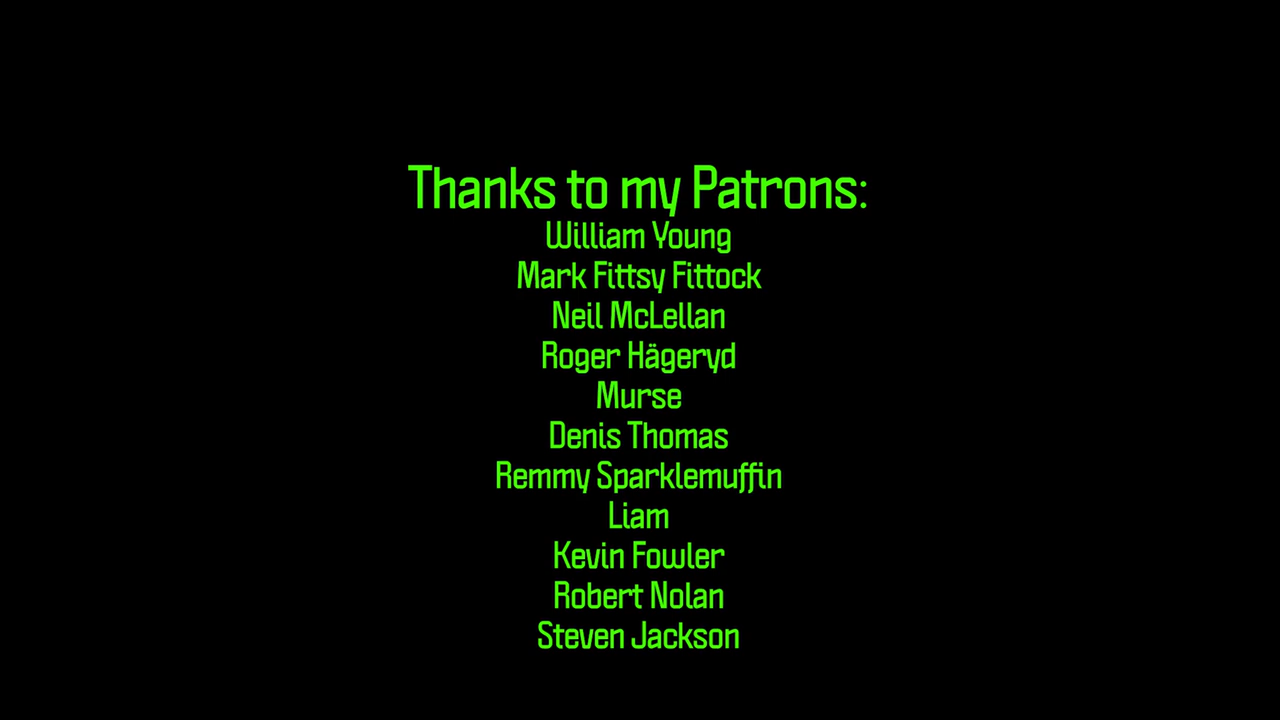 Thanks to my Patrons:
William Young
Mark Fittsy Fittock
Neil McLellan
Roger Hägeryd
Murse
Denis Thomas
Remmy Sparklemuffin
Liam
Kevin Fowler
Robert Nolan
Steven Jackson